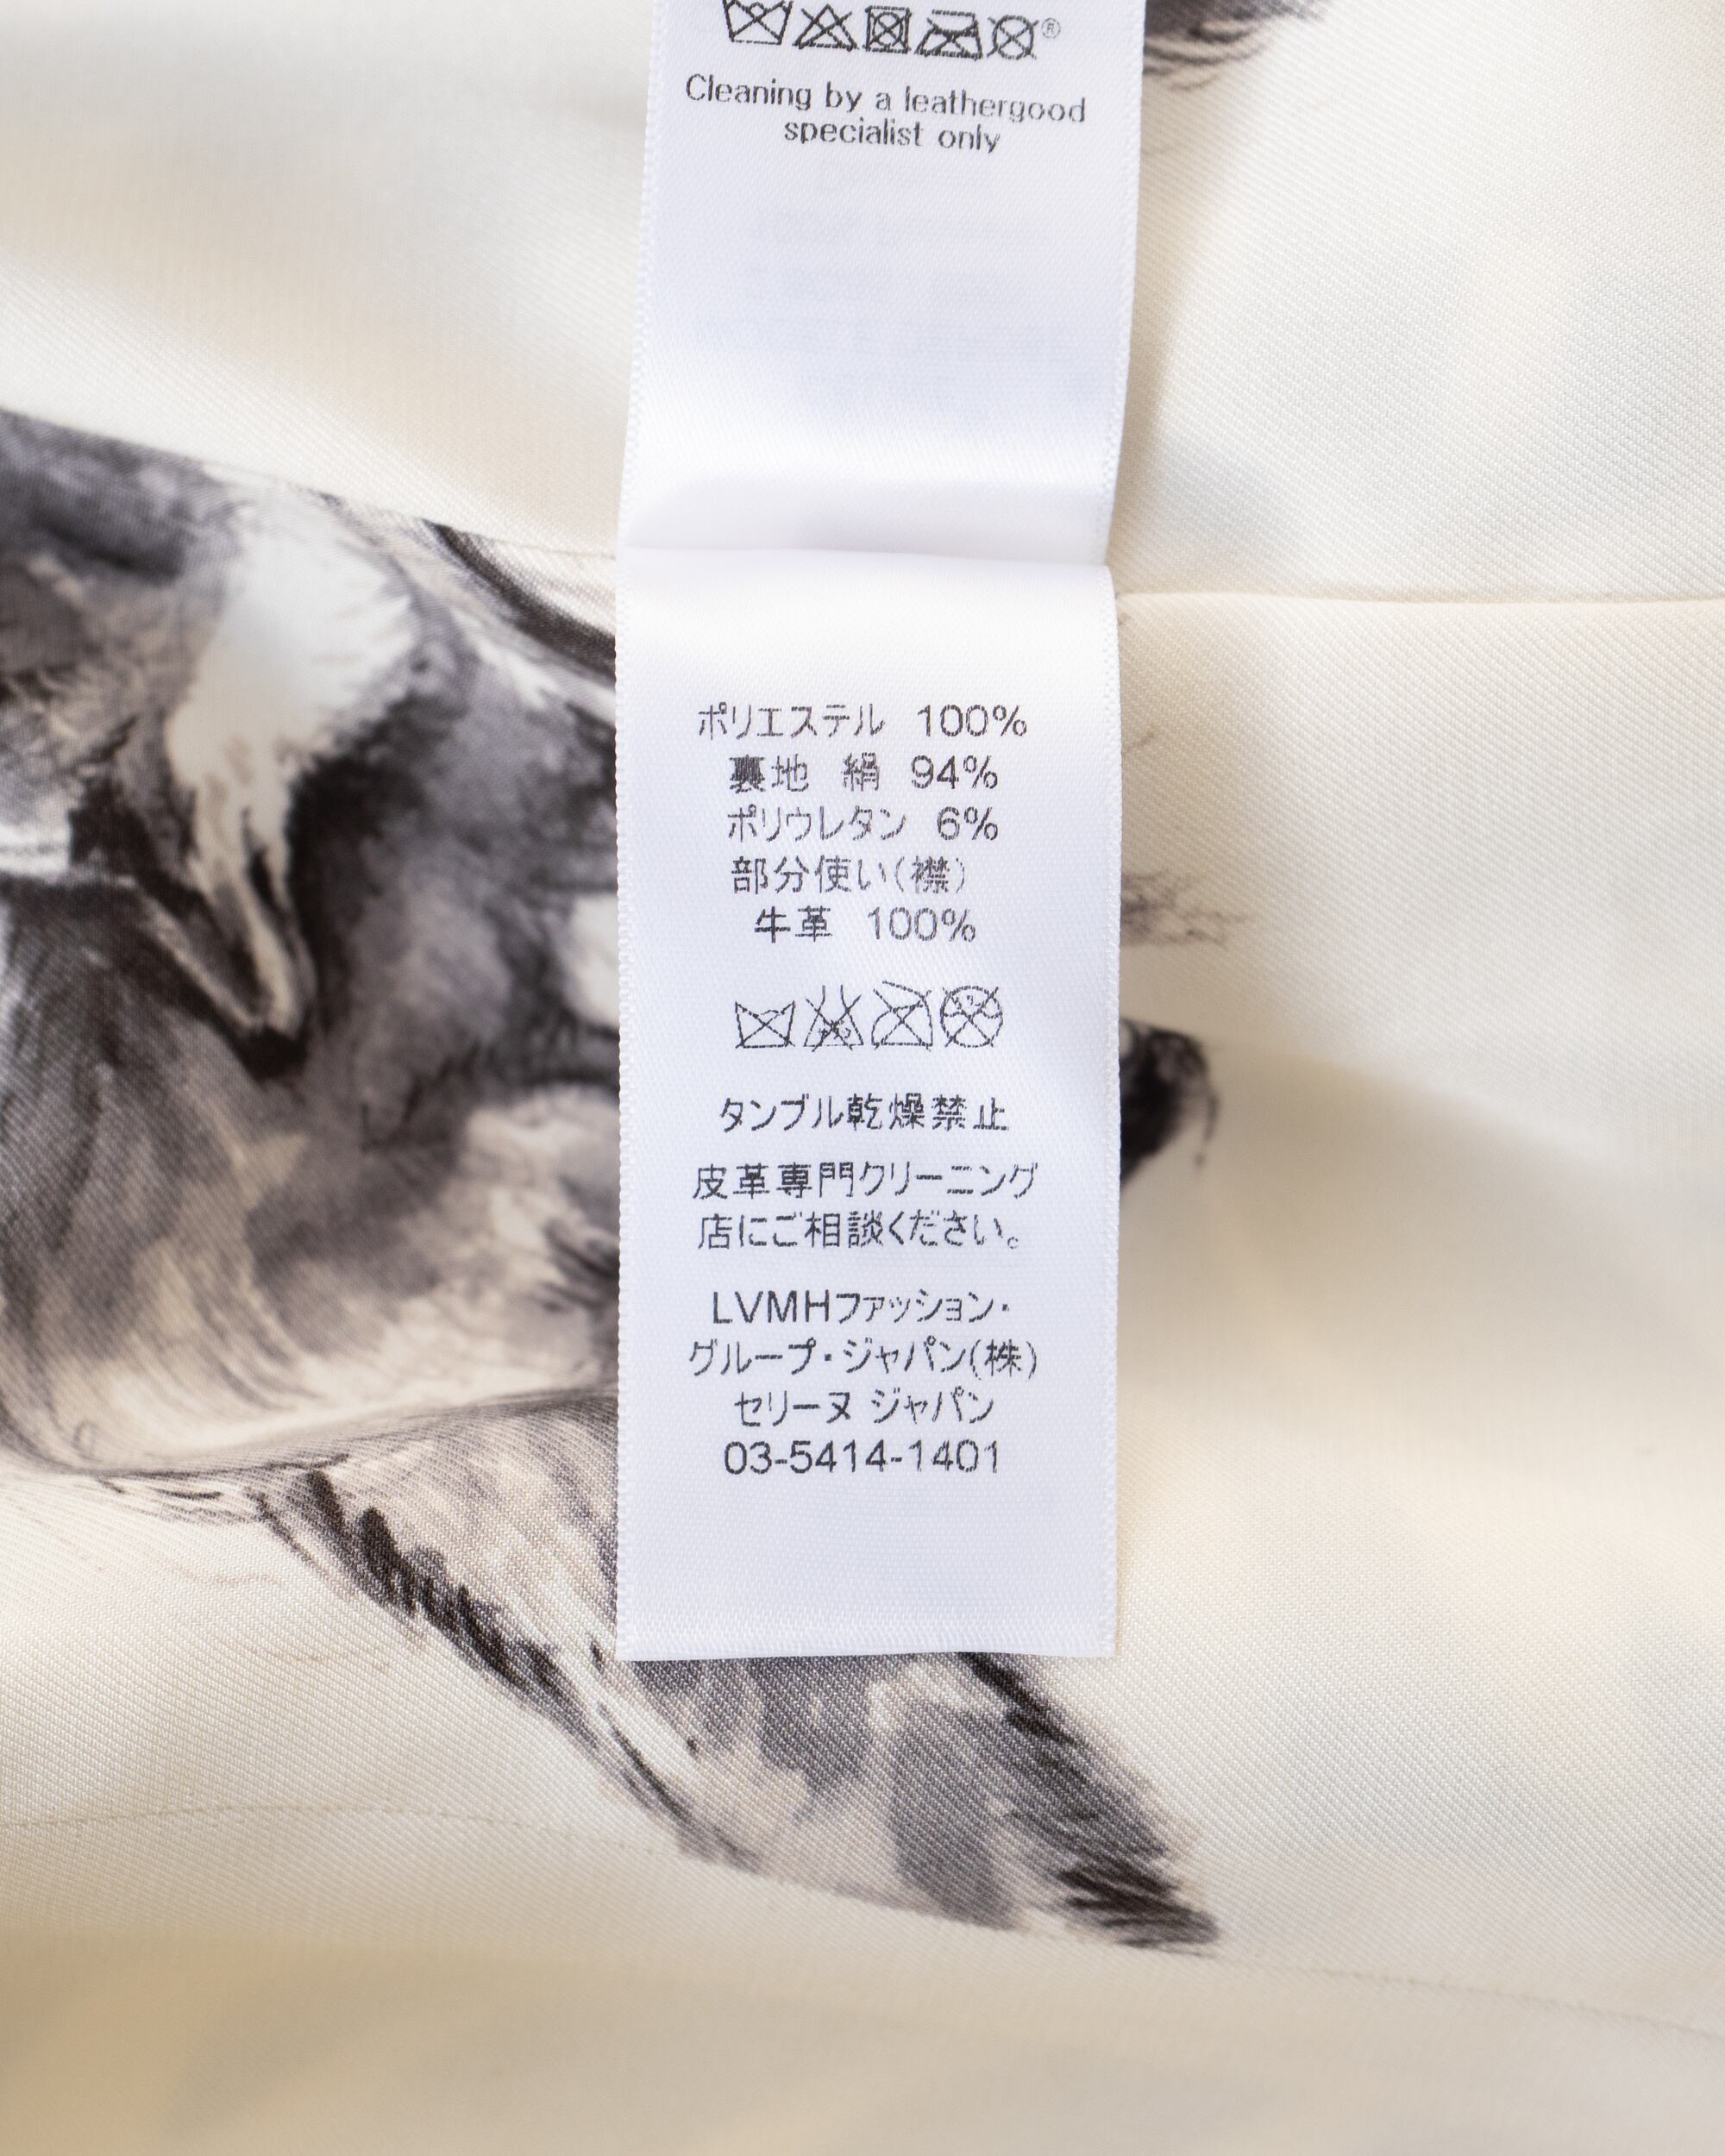 ®
Cleaning by a leathergood
specialist only
ポリエステル 100%
裏地 絹 94%
ポリウレタン 6%
部分使い(襟)
牛革 100%
タンブル乾燥禁止
皮革専門クリーニング
店にご相談ください。
LVMHファッション・
グループ・ジャパン(株)
セリーヌ ジャパン
03-5414-1401